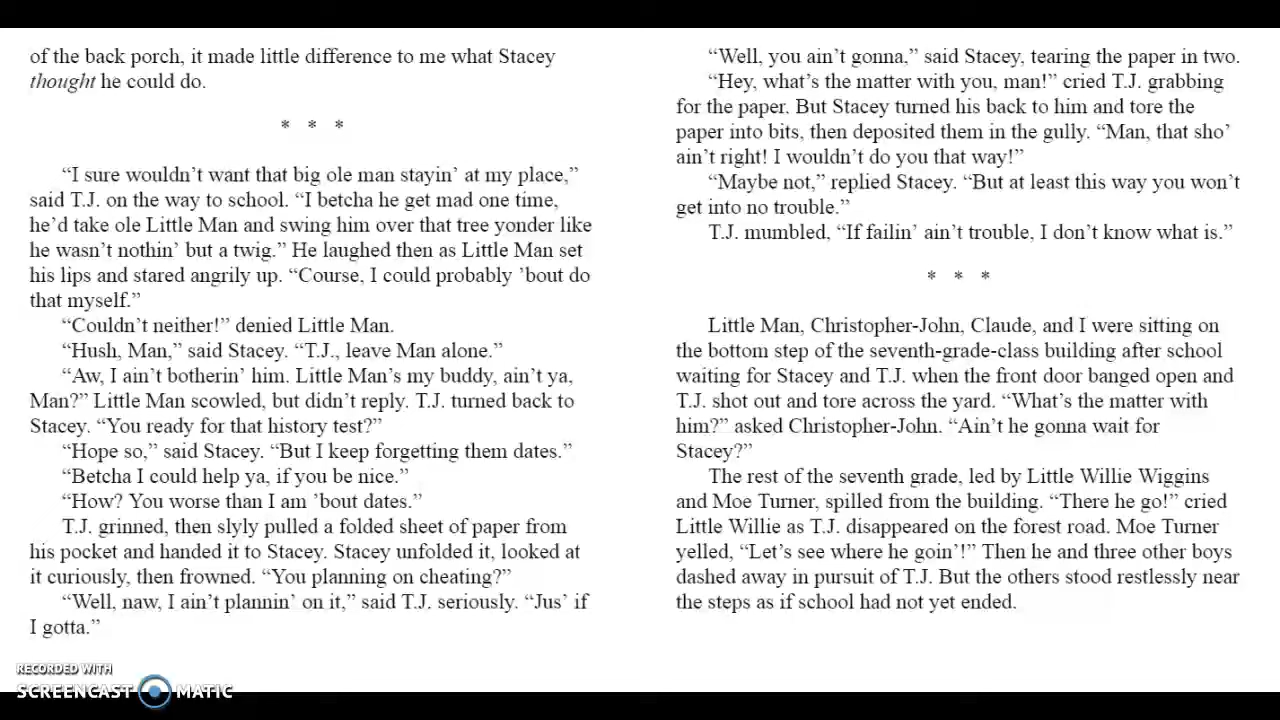 of the back porch, it made little difference to me what Stacey
thought he could do.
* * *
“I sure wouldn’t want that big ole man stayin’ at my place,”
said T.J. on the way to school. “I betcha he get mad one time,
he’d take ole Little Man and swing him over that tree yonder like
he wasn’t nothin’ but a twig.” He laughed then as Little Man set
his lips and stared angrily up. “Course, I could probably ’bout do
that myself.”
“Couldn’t neither!” denied Little Man.
“Hush, Man,” said Stacey. “T.J., leave Man alone.”
“Aw, I ain’t botherin’ him. Little Man’s my buddy, ain’t ya,
Man?” Little Man scowled, but didn’t reply. T.J. turned back to
Stacey. “You ready for that history test?”
“Hope so,” said Stacey. “But I keep forgetting them dates.”
“Betcha I could help ya, if you be nice.”
“How? You worse than I am ’bout dates.”
T.J. grinned, then slyly pulled a folded sheet of paper from
his pocket and handed it to Stacey. Stacey unfolded it, looked at
it curiously, then frowned. “You planning on cheating?”
“Well, naw, I ain’t plannin’ on it,” said T.J. seriously. “Jus’ if
I gotta.”
“Well, you ain’t gonna,” said Stacey, tearing the paper in two.
“Hey, what’s the matter with you, man!” cried T.J. grabbing
for the paper. But Stacey turned his back to him and tore the
paper into bits, then deposited them in the gully. “Man, that sho’
ain’t right! I wouldn’t do you that way!”
“Maybe not,” replied Stacey. “But at least this way you won’t
get into no trouble.”
T.J. mumbled, “If failin’ ain’t trouble, I don’t know what is.”
* * *
Little Man, Christopher-John, Claude, and I were sitting on
the bottom step of the seventh-grade-class building after school
waiting for Stacey and T.J. when the front door banged open and
T.J. shot out and tore across the yard. “What’s the matter with
him?” asked Christopher-John. “Ain’t he gonna wait for
Stacey?”
The rest of the seventh grade, led by Little Willie Wiggins
and Moe Turner, spilled from the building. “There he go!” cried
Little Willie as T.J. disappeared on the forest road. Moe Turner
yelled, “Let’s see where he goin’!” Then he and three other boys
dashed away in pursuit of T.J. But the others stood restlessly near
the steps as if school had not yet ended.
RECORDED WITH
SCREENCAST MATIC